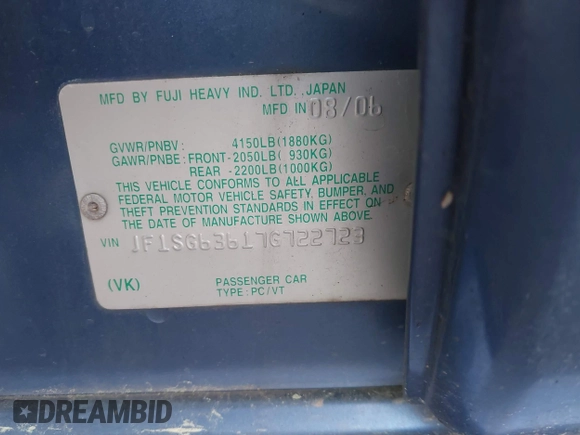 MFD BY FUJI HEAVY IND. LTD., JAPAN
MFD IN 08/06
GVWR/PNBV: 4150LB(1880KG)
GAWR/PNBE: FRONT-2050LB( 930KG)
REAR -2200LB(1000KG)
THIS VEHICLE CONFORMS TO ALL APPLICABLE
FEDERAL MOTOR VEHICLE SAFETY, BUMPER, AND
THEFT PREVENTION STANDARDS IN EFFECT ON
THE DATE OF MANUFACTURE SHOWN ABOVE.
VIN JF1SG63617G722723
(VK) PASSENGER CAR
TYPE: PC/VT
DREAMBID